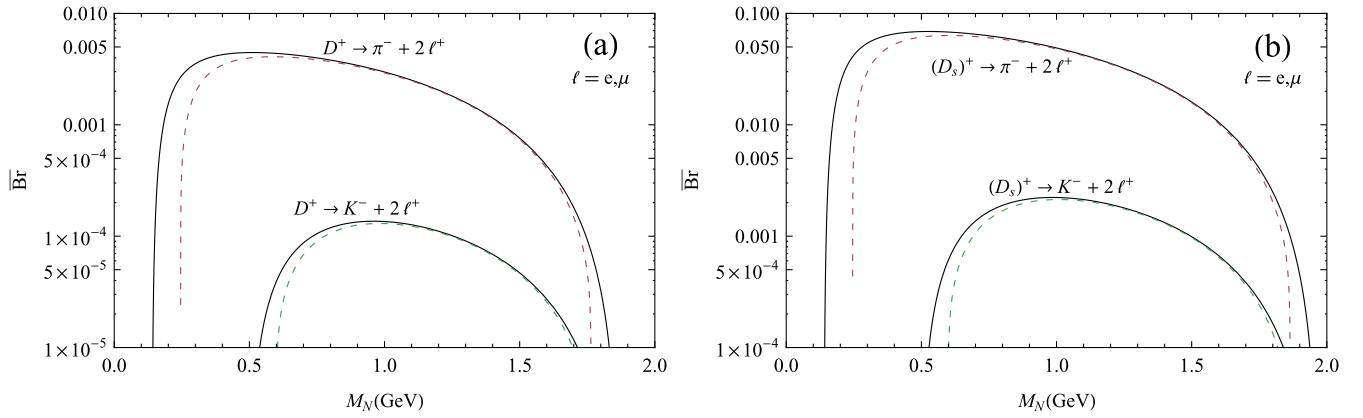 0.010
0.005
0.001
5×10⁻⁴
1×10⁻⁴
5×10⁻⁵
1×10⁻⁵
Br
(a)
D⁺ → π⁻ + 2 ℓ⁺
ℓ = e,μ
D⁺ → K⁻ + 2 ℓ⁺
0.0 0.5 1.0 1.5 2.0
M_N(GeV)
0.100
0.050
0.010
0.005
0.001
5×10⁻⁴
1×10⁻⁴
Br
(b)
(D_s)⁺ → π⁻ + 2 ℓ⁺
ℓ = e,μ
(D_s)⁺ → K⁻ + 2 ℓ⁺
0.0 0.5 1.0 1.5 2.0
M_N(GeV)